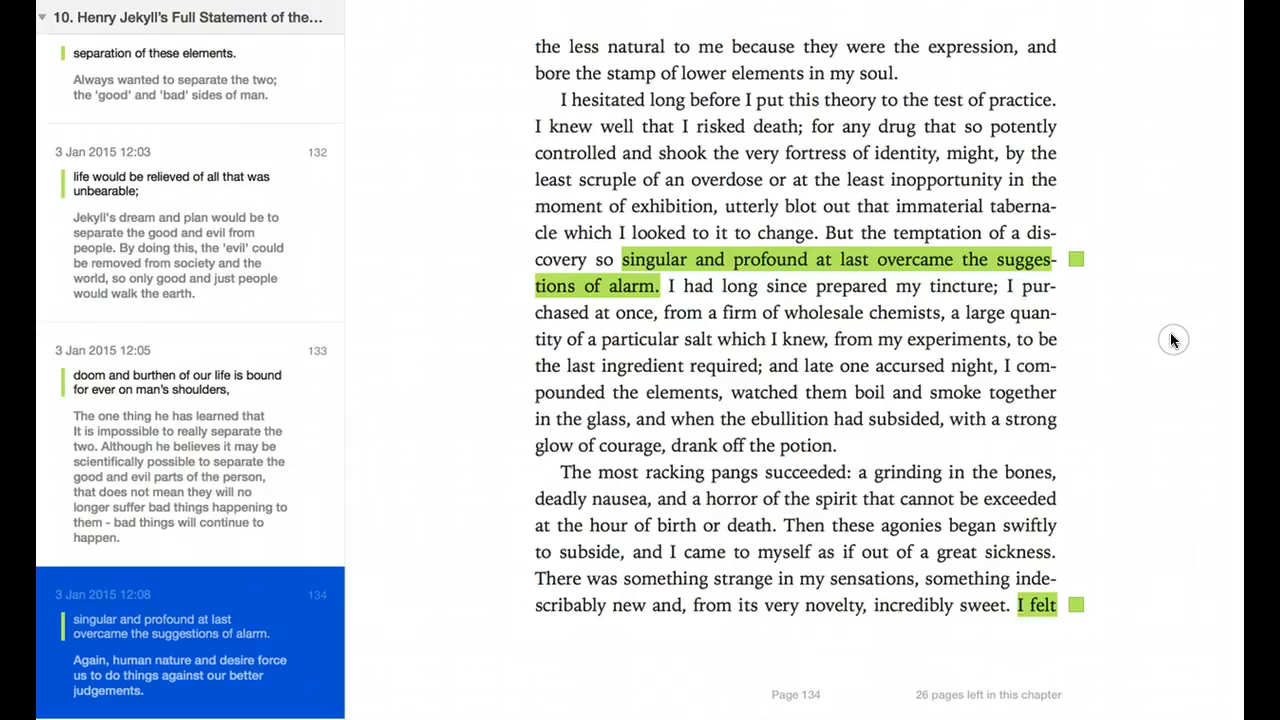 10. Henry Jekyll's Full Statement of the...
separation of these elements.
Always wanted to separate the two;
the 'good' and 'bad' sides of man.
3 Jan 2015 12:03 132
life would be relieved of all that was
unbearable;
Jekyll's dream and plan would be to
separate the good and evil from
people. By doing this, the 'evil' could
be removed from society and the
world, so only good and just people
would walk the earth.
3 Jan 2015 12:05 133
doom and burthen of our life is bound
for ever on man's shoulders,
The one thing he has learned that
It is impossible to really separate the
two. Although he believes it may be
scientifically possible to separate the
good and evil parts of the person,
that does not mean they will no
longer suffer bad things happening to
them - bad things will continue to
happen.
3 Jan 2015 12:08 134
singular and profound at last
overcame the suggestions of alarm.
Again, human nature and desire force
us to do things against our better
judgements.
the less natural to me because they were the expression, and
bore the stamp of lower elements in my soul.
I hesitated long before I put this theory to the test of practice.
I knew well that I risked death; for any drug that so potently
controlled and shook the very fortress of identity, might, by the
least scruple of an overdose or at the least inopportunity in the
moment of exhibition, utterly blot out that immaterial taberna-
cle which I looked to it to change. But the temptation of a dis-
covery so singular and profound at last overcame the sugges-
tions of alarm. I had long since prepared my tincture; I pur-
chased at once, from a firm of wholesale chemists, a large quan-
tity of a particular salt which I knew, from my experiments, to be
the last ingredient required; and late one accursed night, I com-
pounded the elements, watched them boil and smoke together
in the glass, and when the ebullition had subsided, with a strong
glow of courage, drank off the potion.
The most racking pangs succeeded: a grinding in the bones,
deadly nausea, and a horror of the spirit that cannot be exceeded
at the hour of birth or death. Then these agonies began swiftly
to subside, and I came to myself as if out of a great sickness.
There was something strange in my sensations, something inde-
scribably new and, from its very novelty, incredibly sweet. I felt
Page 134 26 pages left in this chapter